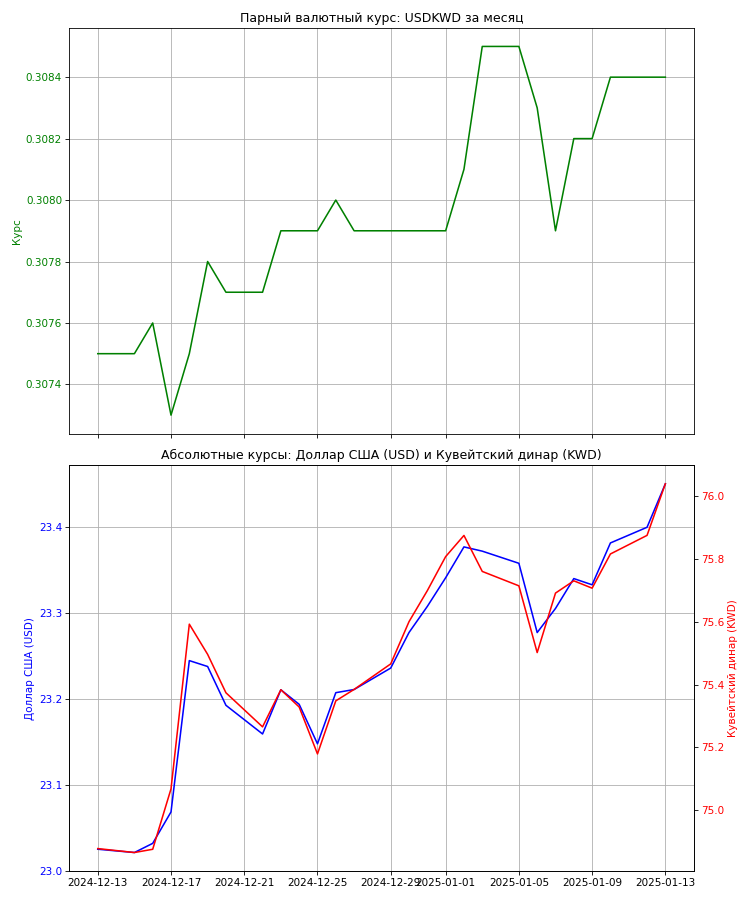 Парный валютный курс: USDKWD за месяц
0.3084
0.3082
0.3080
0.3078
0.3076
0.3074
Курс
Абсолютные курсы: Доллар США (USD) и Кувейтский динар (KWD)
23.4
23.3
23.2
23.1
23.0
Доллар США (USD)
76.0
75.8
75.6
75.4
75.2
75.0
Кувейтский динар (KWD)
2024-12-13 2024-12-17 2024-12-21 2024-12-25 2024-12-29 2025-01-01 2025-01-05 2025-01-09 2025-01-13